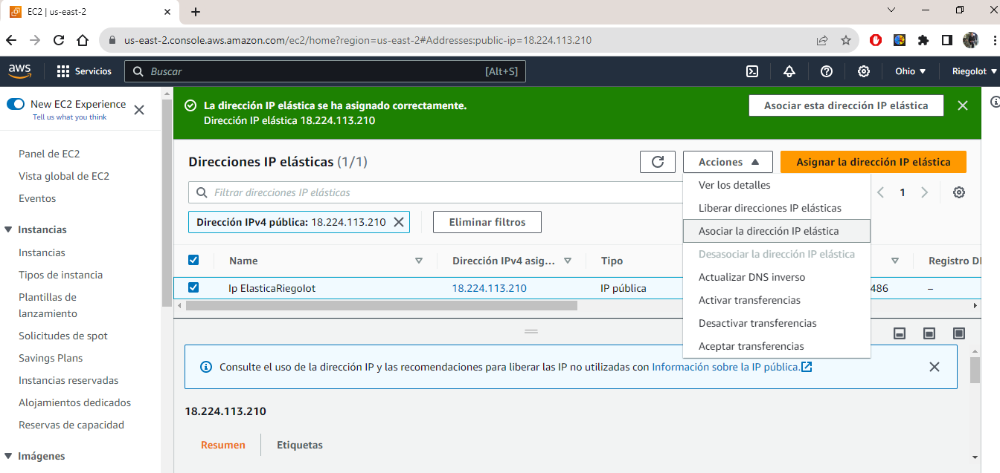 EC2 | us-east-2
us-east-2.console.aws.amazon.com/ec2/home?region=us-east-2#Addresses:public-ip=18.224.113.210
aws
Servicios
Buscar
[Alt+S]
Ohio
RiegoIot
New EC2 Experience
Tell us what you think
Panel de EC2
Vista global de EC2
Eventos
Instancias
Instancias
Tipos de instancia
Plantillas de
lanzamiento
Solicitudes de spot
Savings Plans
Instancias reservadas
Alojamientos dedicados
Reservas de capacidad
Imágenes
La dirección IP elástica se ha asignado correctamente.
Dirección IP elástica 18.224.113.210
Asociar esta dirección IP elástica
Direcciones IP elásticas (1/1)
Acciones
Asignar la dirección IP elástica
Filtrar direcciones IP elásticas
1
Dirección IPv4 pública: 18.224.113.210
Eliminar filtros
Ver los detalles
Liberar direcciones IP elásticas
Asociar la dirección IP elástica
Desasociar la dirección IP elástica
Actualizar DNS inverso
Activar transferencias
Desactivar transferencias
Aceptar transferencias
Name
Dirección IPv4 asig...
Tipo
Registro DI
Ip ElasticaRiegoIot
18.224.113.210
IP pública
486
–
Consulte el uso de la dirección IP y las recomendaciones para liberar las IP no utilizadas con Información sobre la IP pública.
18.224.113.210
Resumen
Etiquetas